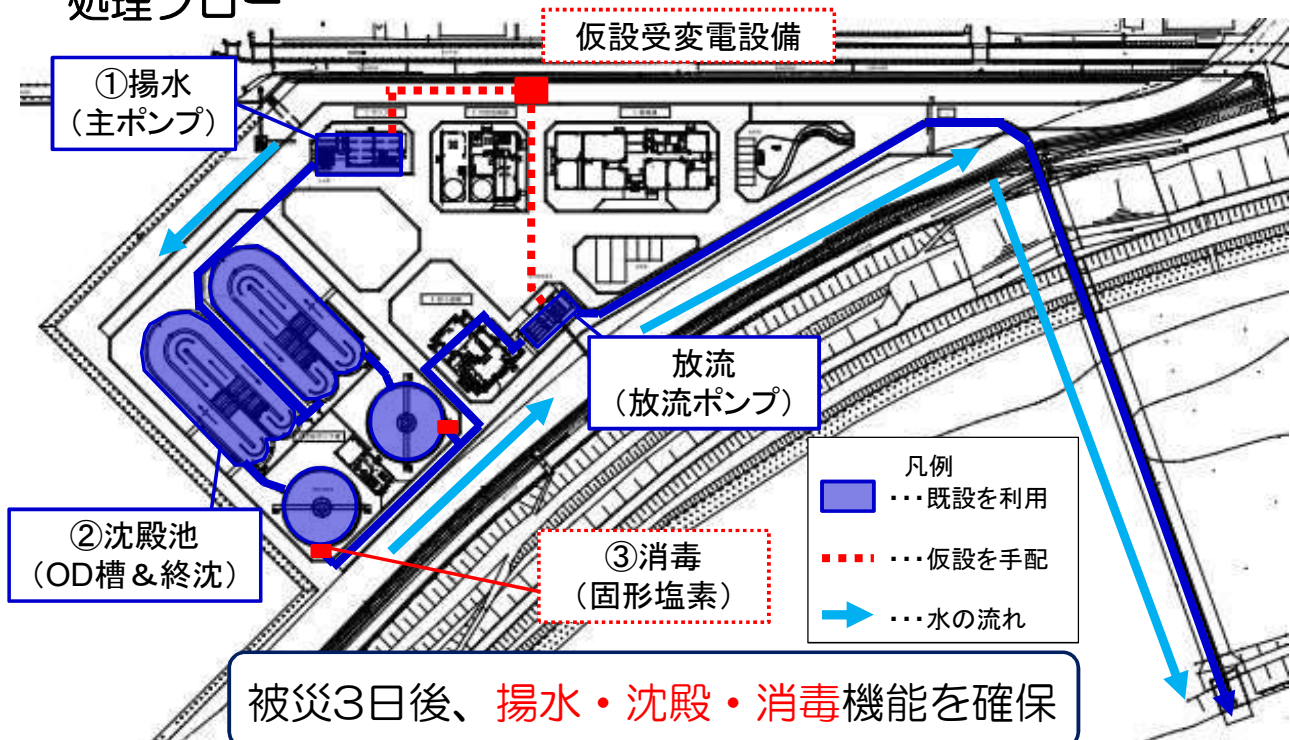 処理フロー
仮設受変電設備
①揚水
（主ポンプ）
放流
（放流ポンプ）
凡例
･･･既設を利用
･･･仮設を手配
･･･水の流れ
②沈殿池
（OD槽＆終沈）
③消毒
（固形塩素）
被災3日後、揚水・沈殿・消毒機能を確保